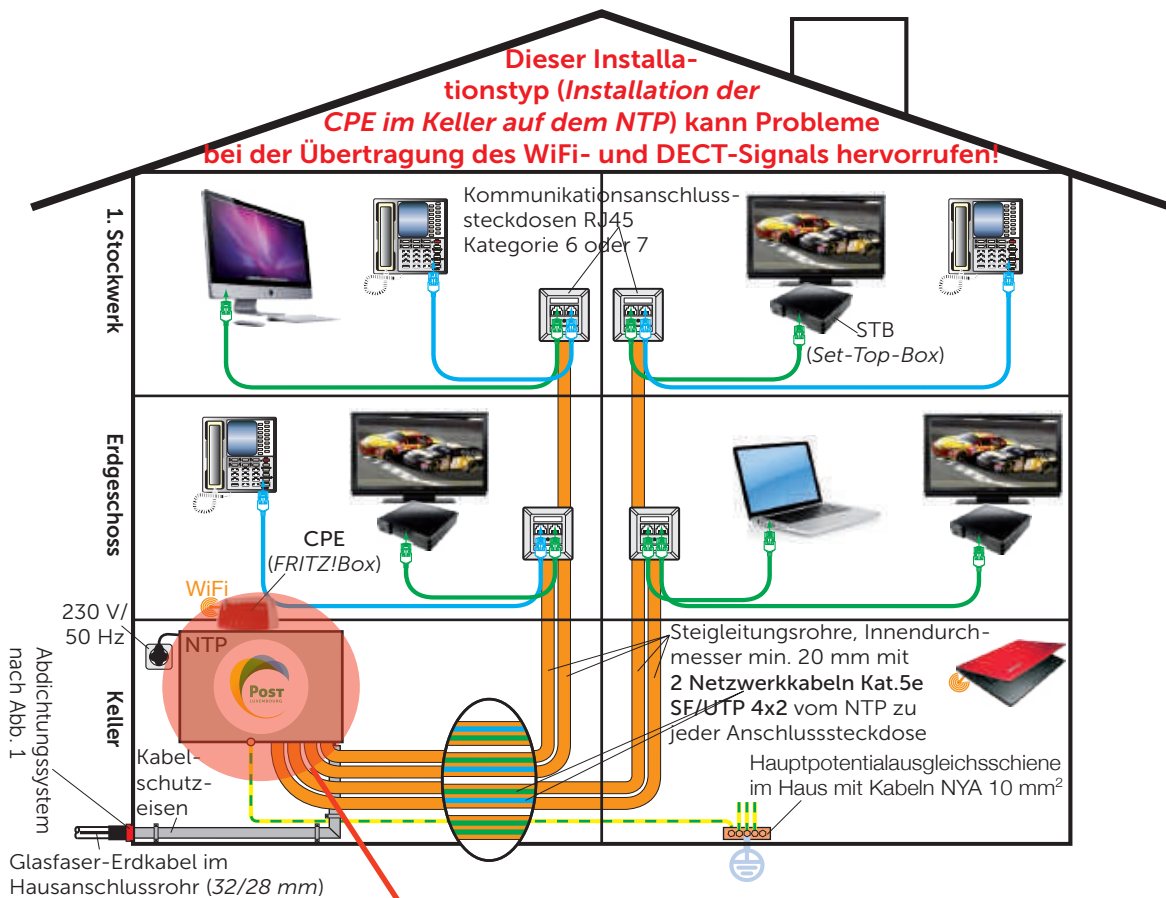 Dieser Installa-
tionstyp (Installation der
CPE im Keller auf dem NTP) kann Probleme
bei der Übertragung des WiFi- und DECT-Signals hervorrufen!
1. Stockwerk
Kommunikationsanschluss-
steckdosen RJ45
Kategorie 6 oder 7
STB
(Set-Top-Box)
Erdgeschoss
CPE
(FRITZ!Box)
WiFi
230 V/
50 Hz
NTP
POST
LUXEMBOURG
Keller
Abdichtungssystem
nach Abb. 1
Steigleitungsrohre, Innendurch-
messer min. 20 mm mit
2 Netzwerkkabeln Kat.5e
SF/UTP 4x2 vom NTP zu
jeder Anschlusssteckdose
Kabel-
schutz-
eisen
Hauptpotentialausgleichsschiene
im Haus mit Kabeln NYA 10 mm²
Glasfaser-Erdkabel im
Hausanschlussrohr (32/28 mm)